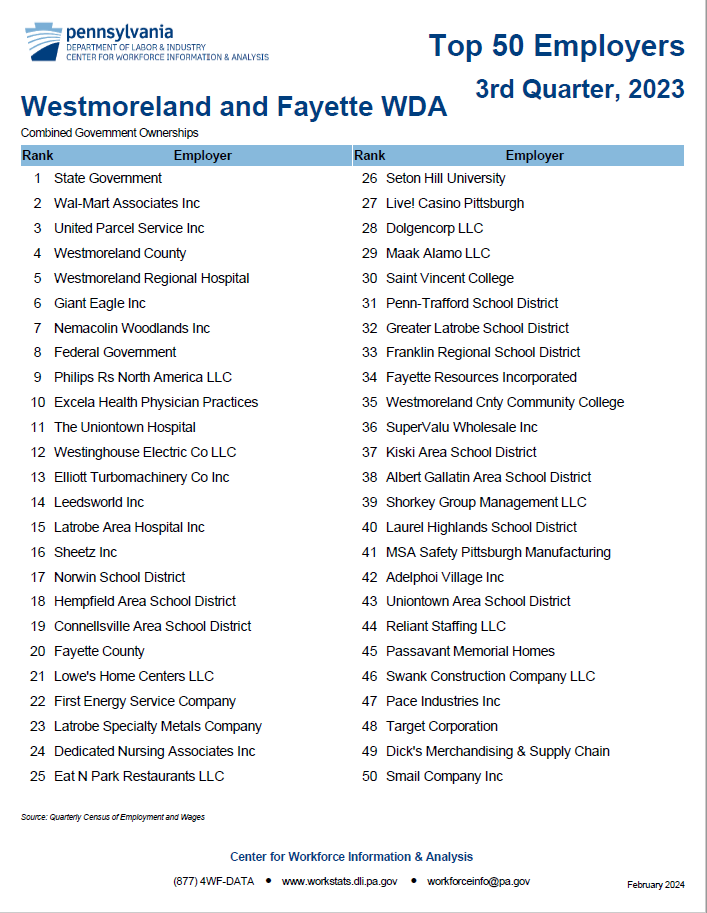 pennsylvania
DEPARTMENT OF LABOR & INDUSTRY
CENTER FOR WORKFORCE INFORMATION & ANALYSIS
Top 50 Employers
3rd Quarter, 2023
Westmoreland and Fayette WDA
Combined Government Ownerships
Rank Employer
1 State Government
2 Wal-Mart Associates Inc
3 United Parcel Service Inc
4 Westmoreland County
5 Westmoreland Regional Hospital
6 Giant Eagle Inc
7 Nemacolin Woodlands Inc
8 Federal Government
9 Philips Rs North America LLC
10 Excela Health Physician Practices
11 The Uniontown Hospital
12 Westinghouse Electric Co LLC
13 Elliott Turbomachinery Co Inc
14 Leedsworld Inc
15 Latrobe Area Hospital Inc
16 Sheetz Inc
17 Norwin School District
18 Hempfield Area School District
19 Connellsville Area School District
20 Fayette County
21 Lowe's Home Centers LLC
22 First Energy Service Company
23 Latrobe Specialty Metals Company
24 Dedicated Nursing Associates Inc
25 Eat N Park Restaurants LLC
Rank Employer
26 Seton Hill University
27 Live! Casino Pittsburgh
28 Dolgencorp LLC
29 Maak Alamo LLC
30 Saint Vincent College
31 Penn-Trafford School District
32 Greater Latrobe School District
33 Franklin Regional School District
34 Fayette Resources Incorporated
35 Westmoreland Cnty Community College
36 SuperValu Wholesale Inc
37 Kiski Area School District
38 Albert Gallatin Area School District
39 Shorkey Group Management LLC
40 Laurel Highlands School District
41 MSA Safety Pittsburgh Manufacturing
42 Adelphoi Village Inc
43 Uniontown Area School District
44 Reliant Staffing LLC
45 Passavant Memorial Homes
46 Swank Construction Company LLC
47 Pace Industries Inc
48 Target Corporation
49 Dick's Merchandising & Supply Chain
50 Smail Company Inc
Source: Quarterly Census of Employment and Wages
Center for Workforce Information & Analysis
(877) 4WF-DATA • www.workstats.dli.pa.gov • workforceinfo@pa.gov
February 2024